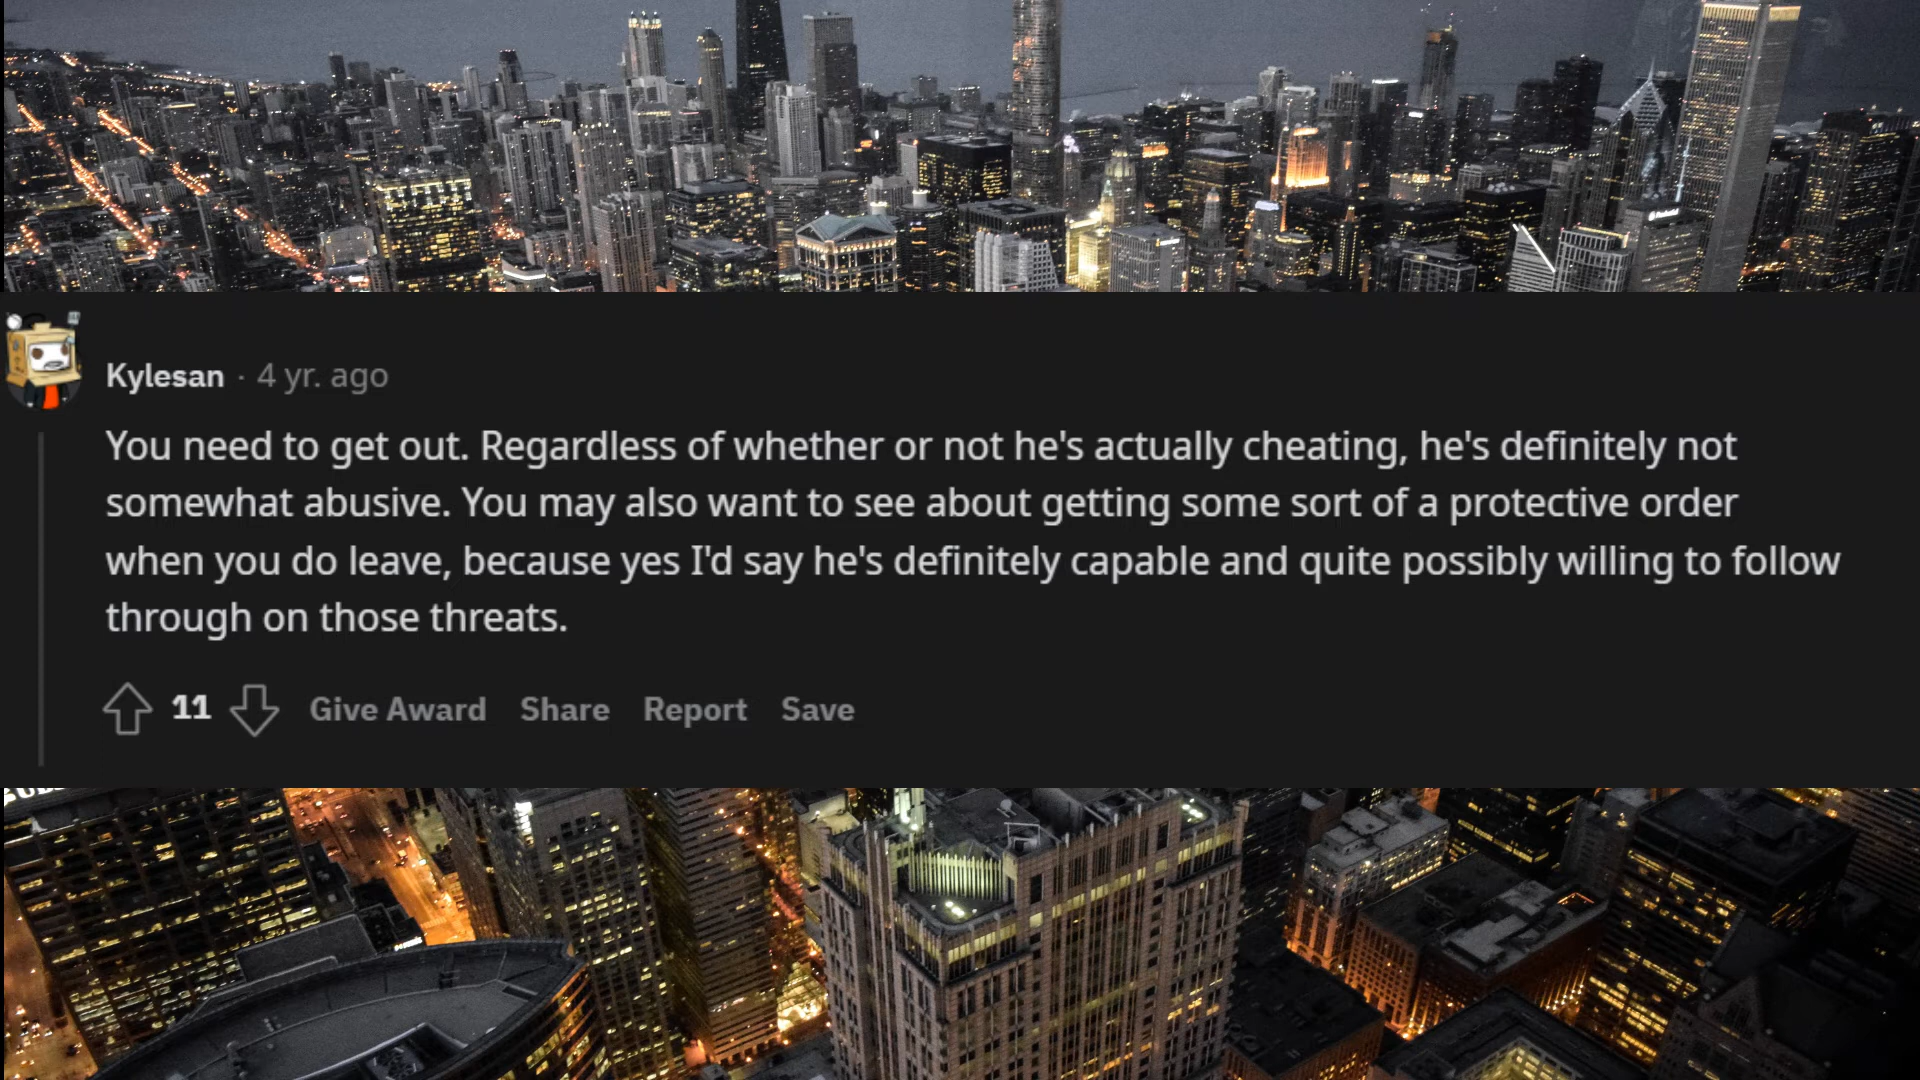 Kylesan · 4 yr. ago
You need to get out. Regardless of whether or not he's actually cheating, he's definitely not
somewhat abusive. You may also want to see about getting some sort of a protective order
when you do leave, because yes I'd say he's definitely capable and quite possibly willing to follow
through on those threats.
11 Give Award Share Report Save